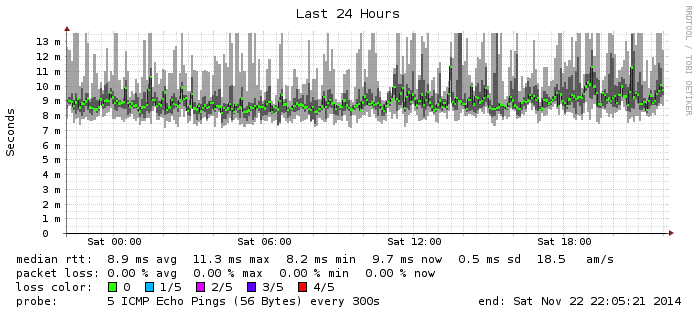 Last 24 Hours
RRDTOOL / TOBI OETIKER
Seconds
13 m
12 m
11 m
10 m
9 m
8 m
7 m
6 m
5 m
4 m
3 m
2 m
1 m
0
Sat 00:00 Sat 06:00 Sat 12:00 Sat 18:00
median rtt: 8.9 ms avg 11.3 ms max 8.2 ms min 9.7 ms now 0.5 ms sd 18.5 am/s
packet loss: 0.00 % avg 0.00 % max 0.00 % min 0.00 % now
loss color: 0 1/5 2/5 3/5 4/5
probe: 5 ICMP Echo Pings (56 Bytes) every 300s end: Sat Nov 22 22:05:21 2014